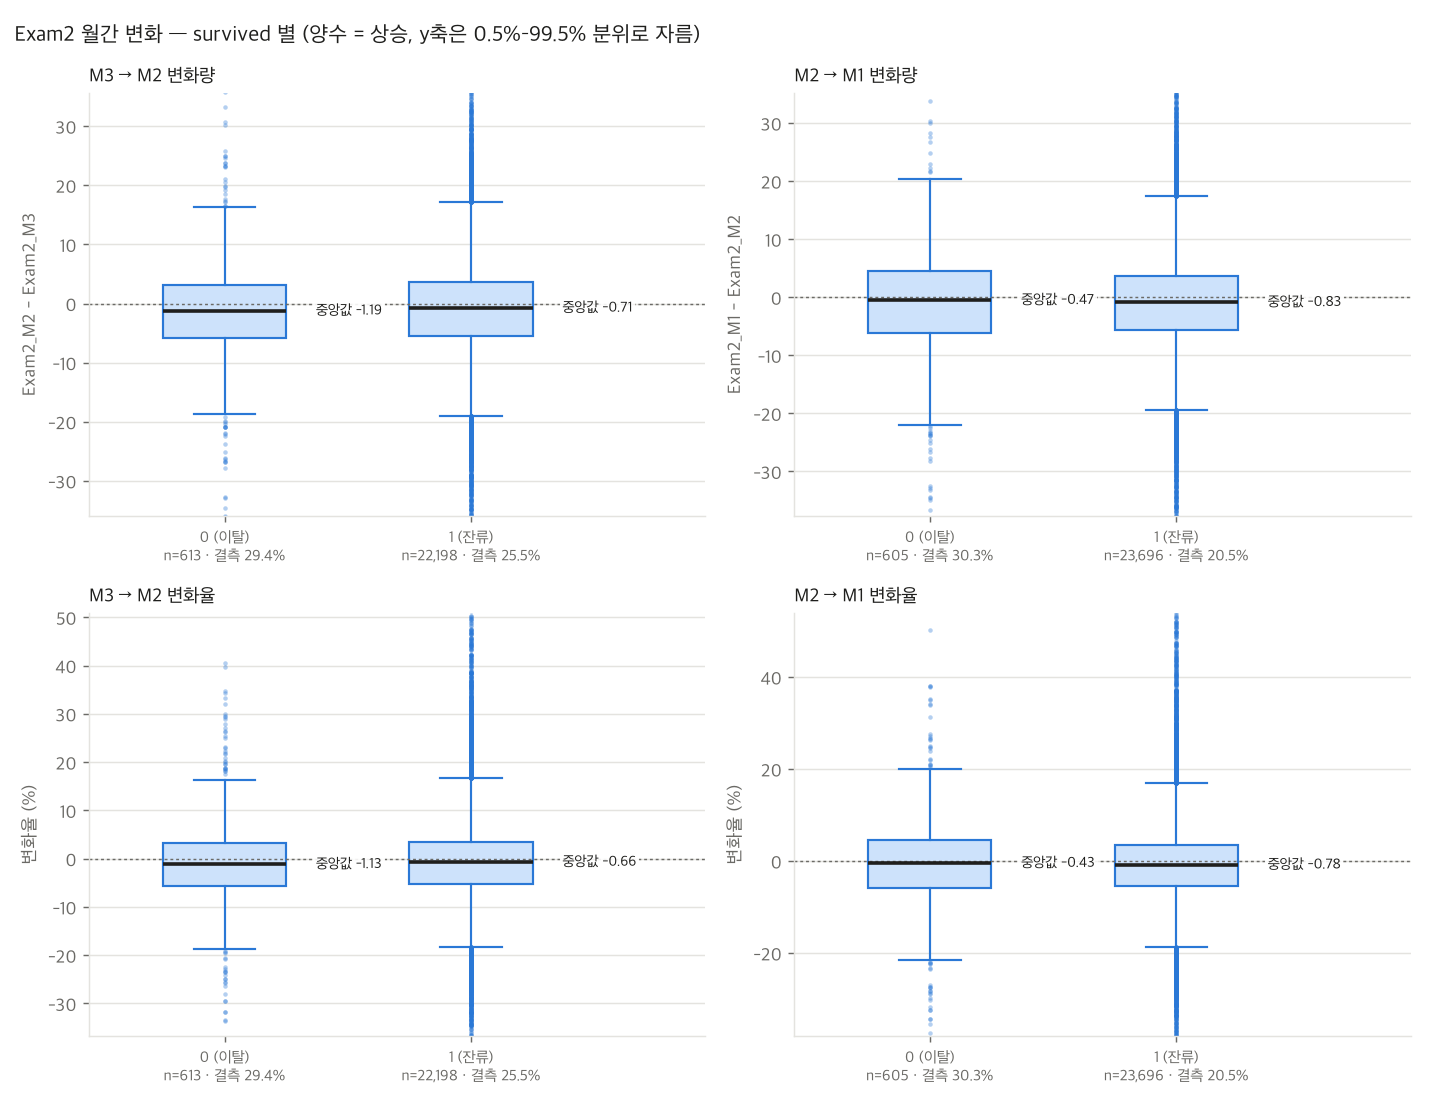 Exam2 월간 변화 — survived 별 (양수 = 상승, y축은 0.5%-99.5% 분위로 자름)
M3 → M2 변화량
Exam2_M2 - Exam2_M3
30
20
10
0
-10
-20
-30
중앙값 -1.19
중앙값 -0.71
0 (이탈)
n=613 · 결측 29.4%
1 (잔류)
n=22,198 · 결측 25.5%
M2 → M1 변화량
Exam2_M1 - Exam2_M2
30
20
10
0
-10
-20
-30
중앙값 -0.47
중앙값 -0.83
0 (이탈)
n=605 · 결측 30.3%
1 (잔류)
n=23,696 · 결측 20.5%
M3 → M2 변화율
변화율 (%)
50
40
30
20
10
0
-10
-20
-30
중앙값 -1.13
중앙값 -0.66
0 (이탈)
n=613 · 결측 29.4%
1 (잔류)
n=22,198 · 결측 25.5%
M2 → M1 변화율
변화율 (%)
40
20
0
-20
중앙값 -0.43
중앙값 -0.78
0 (이탈)
n=605 · 결측 30.3%
1 (잔류)
n=23,696 · 결측 20.5%